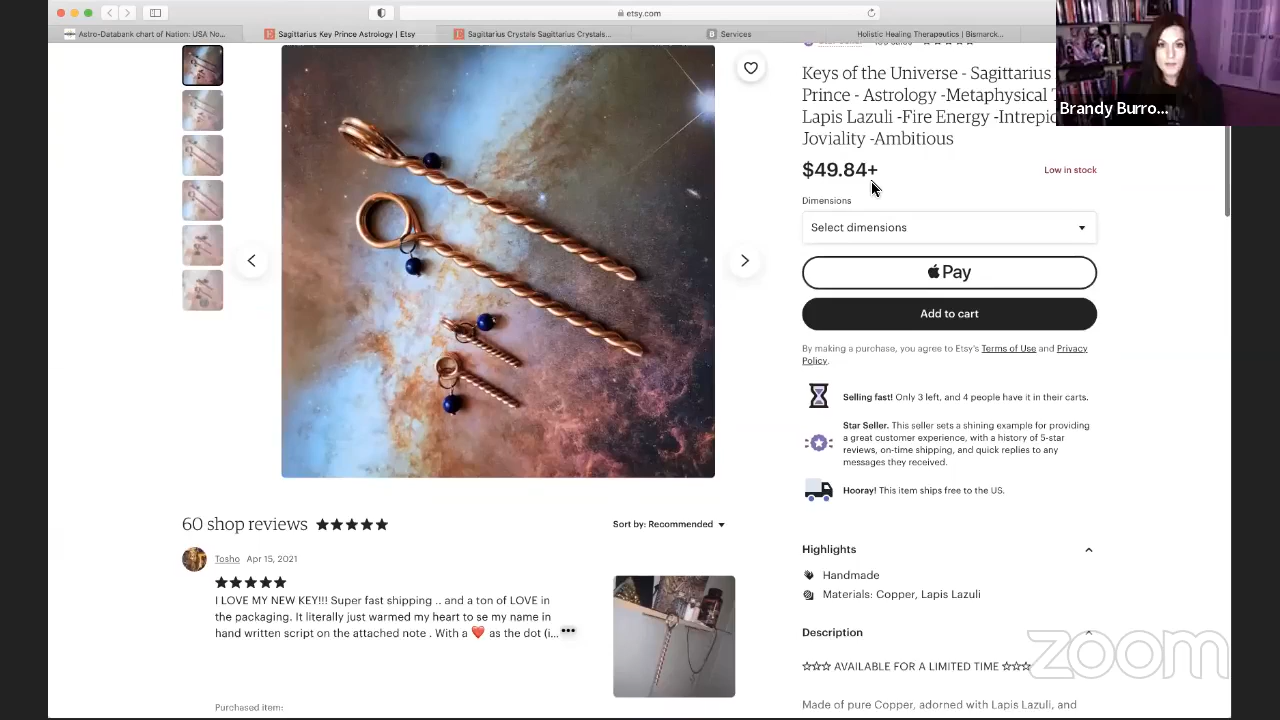 etsy.com
Astro-Databank chart of Nation: USA No...
Sagittarius Key Prince Astrology | Etsy
Sagittarius Crystals Sagittarius Crystals...
Services
Holistic Healing Therapeutics | Bismarck...
Brandy Burro...
Keys of the Universe - Sagittarius
Prince - Astrology -Metaphysical
Lapis Lazuli -Fire Energy -Intrepid
Joviality -Ambitious
$49.84+
Low in stock
Dimensions
Select dimensions
Pay
Add to cart
By making a purchase, you agree to Etsy's Terms of Use and Privacy
Policy.
Selling fast! Only 3 left, and 4 people have it in their carts.
Star Seller. This seller sets a shining example for providing
a great customer experience, with a history of 5-star
reviews, on-time shipping, and quick replies to any
messages they received.
Hooray! This item ships free to the US.
60 shop reviews ★★★★★
Sort by: Recommended
Tosho Apr 15, 2021
★★★★★
I LOVE MY NEW KEY!!! Super fast shipping .. and a ton of LOVE in
the packaging. It literally just warmed my heart to se my name in
hand written script on the attached note . With a ❤️ as the dot (i...
Purchased item:
Highlights
Handmade
Materials: Copper, Lapis Lazuli
Description
☆☆☆ AVAILABLE FOR A LIMITED TIME ☆☆☆
Made of pure Copper, adorned with Lapis Lazuli, and
zoom